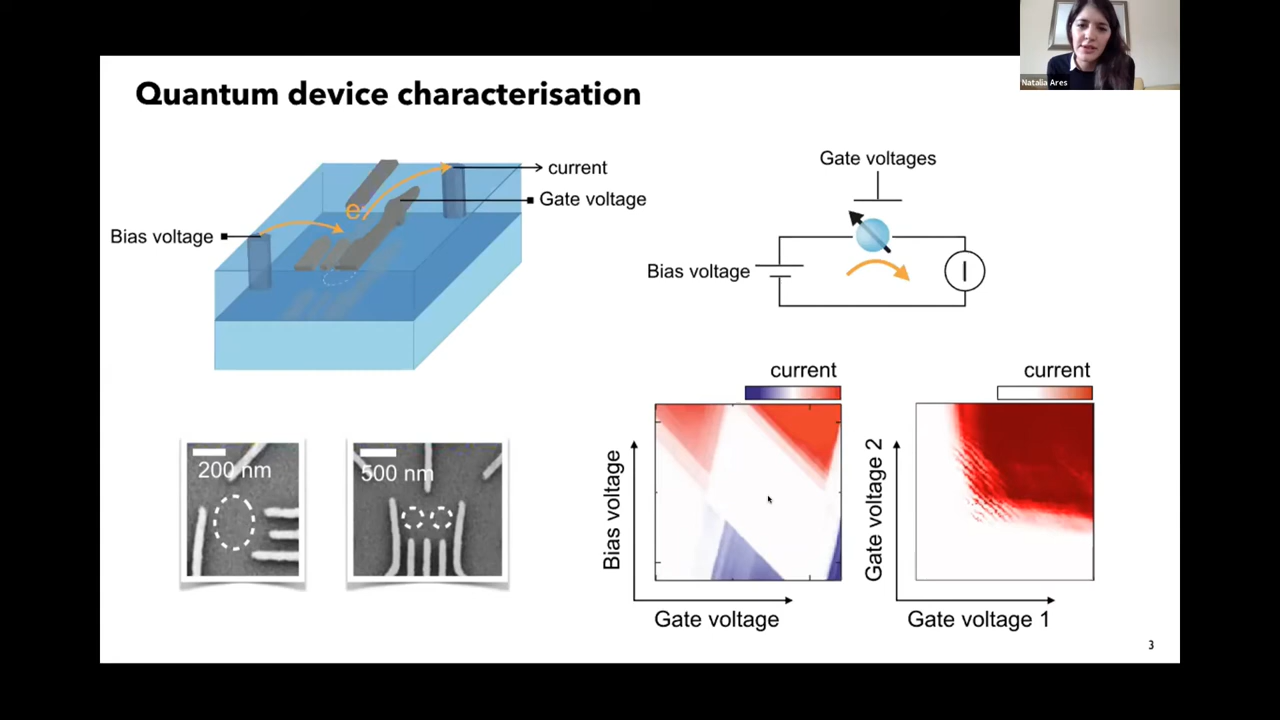 Natalia Ares
Quantum device characterisation
current
Gate voltage
Bias voltage
e
Gate voltages
Bias voltage
I
200 nm
500 nm
current
Bias voltage
Gate voltage
current
Gate voltage 2
Gate voltage 1
3